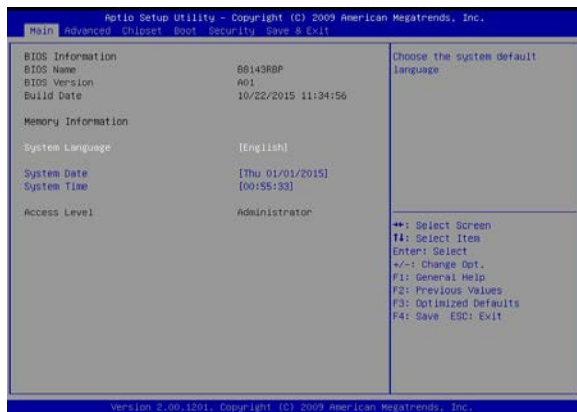 Aptio Setup Utility - Copyright (C) 2009 American Megatrends, Inc.
Main Advanced Chipset Boot Security Save & Exit
BIOS Information
BIOS Name B8143RBP
BIOS Version A01
Build Date 10/22/2015 11:34:56
Memory Information
System Language [English]
System Date [Thu 01/01/2015]
System Time [00:55:33]
Access Level Administrator
Choose the system default
language
→←: Select Screen
↑↓: Select Item
Enter: Select
+/-: Change Opt.
F1: General Help
F2: Previous Values
F3: Optimized Defaults
F4: Save ESC: Exit
Version 2.00.1201. Copyright (C) 2009 American Megatrends, Inc.